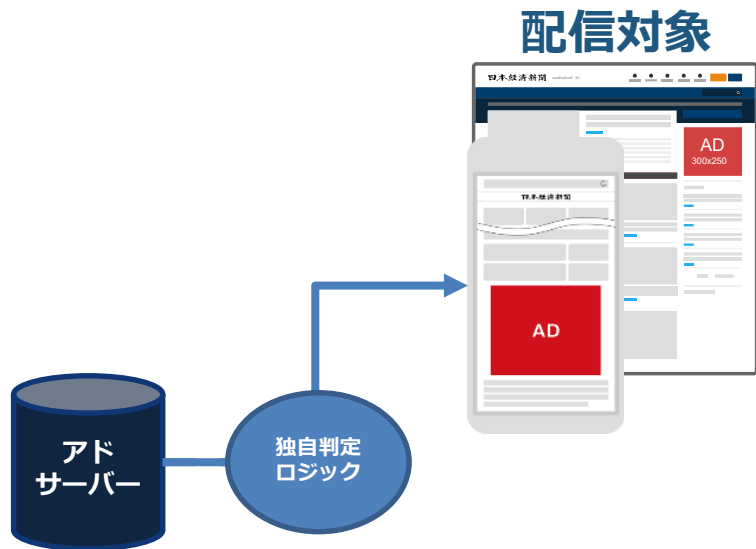 配信対象
日本経済新聞
AD
300x250
日本経済新聞
AD
アド
サーバー
独自判定
ロジック